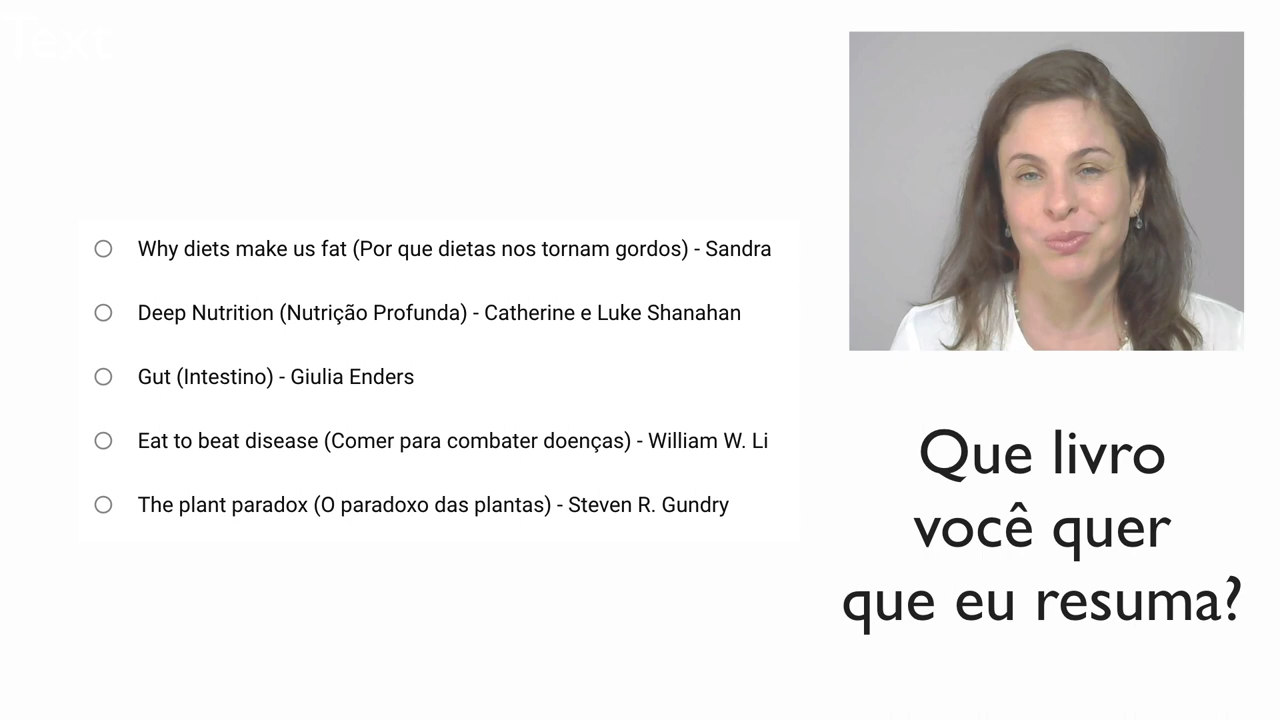 Text
Why diets make us fat (Por que dietas nos tornam gordos) - Sandra
Deep Nutrition (Nutrição Profunda) - Catherine e Luke Shanahan
Gut (Intestino) - Giulia Enders
Eat to beat disease (Comer para combater doenças) - William W. Li
The plant paradox (O paradoxo das plantas) - Steven R. Gundry
Que livro
você quer
que eu resuma?